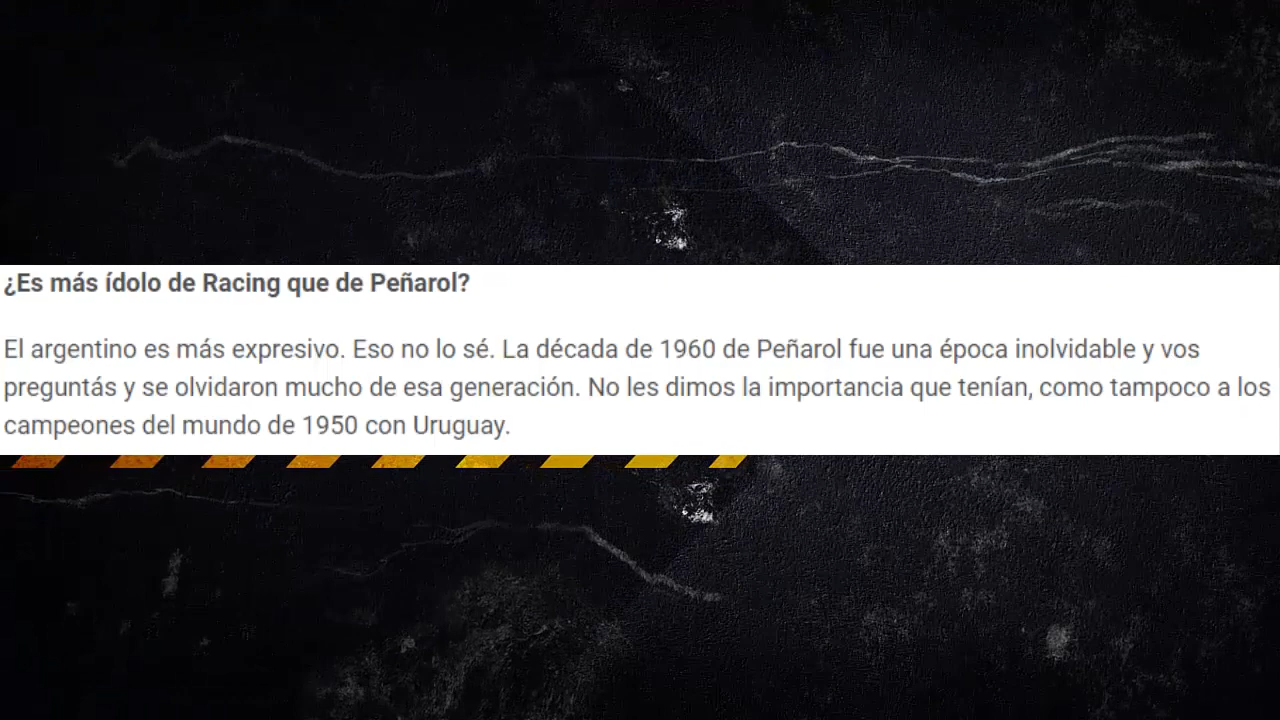 ¿Es más ídolo de Racing que de Peñarol?
El argentino es más expresivo. Eso no lo sé. La década de 1960 de Peñarol fue una época inolvidable y vos
preguntás y se olvidaron mucho de esa generación. No les dimos la importancia que tenían, como tampoco a los
campeones del mundo de 1950 con Uruguay.